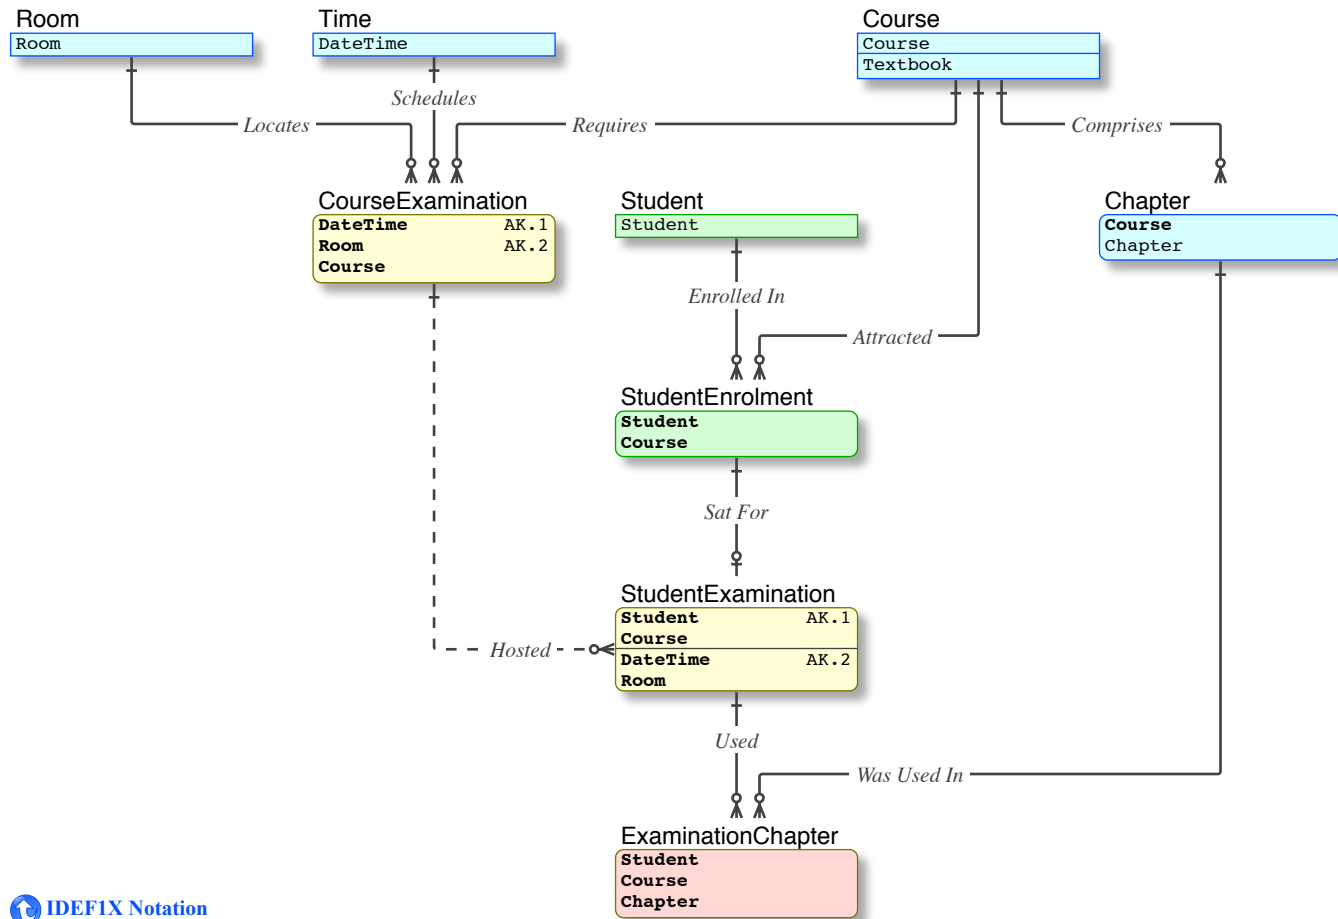 Room
Room
Time
DateTime
Course
Course
Textbook
Schedules
Locates
Requires
Comprises
CourseExamination
DateTime AK.1
Room AK.2
Course
Student
Student
Chapter
Course
Chapter
Enrolled In
Attracted
StudentEnrolment
Student
Course
Sat For
StudentExamination
Student AK.1
Course
DateTime AK.2
Room
Hosted
Used
Was Used In
ExaminationChapter
Student
Course
Chapter
IDEF1X Notation